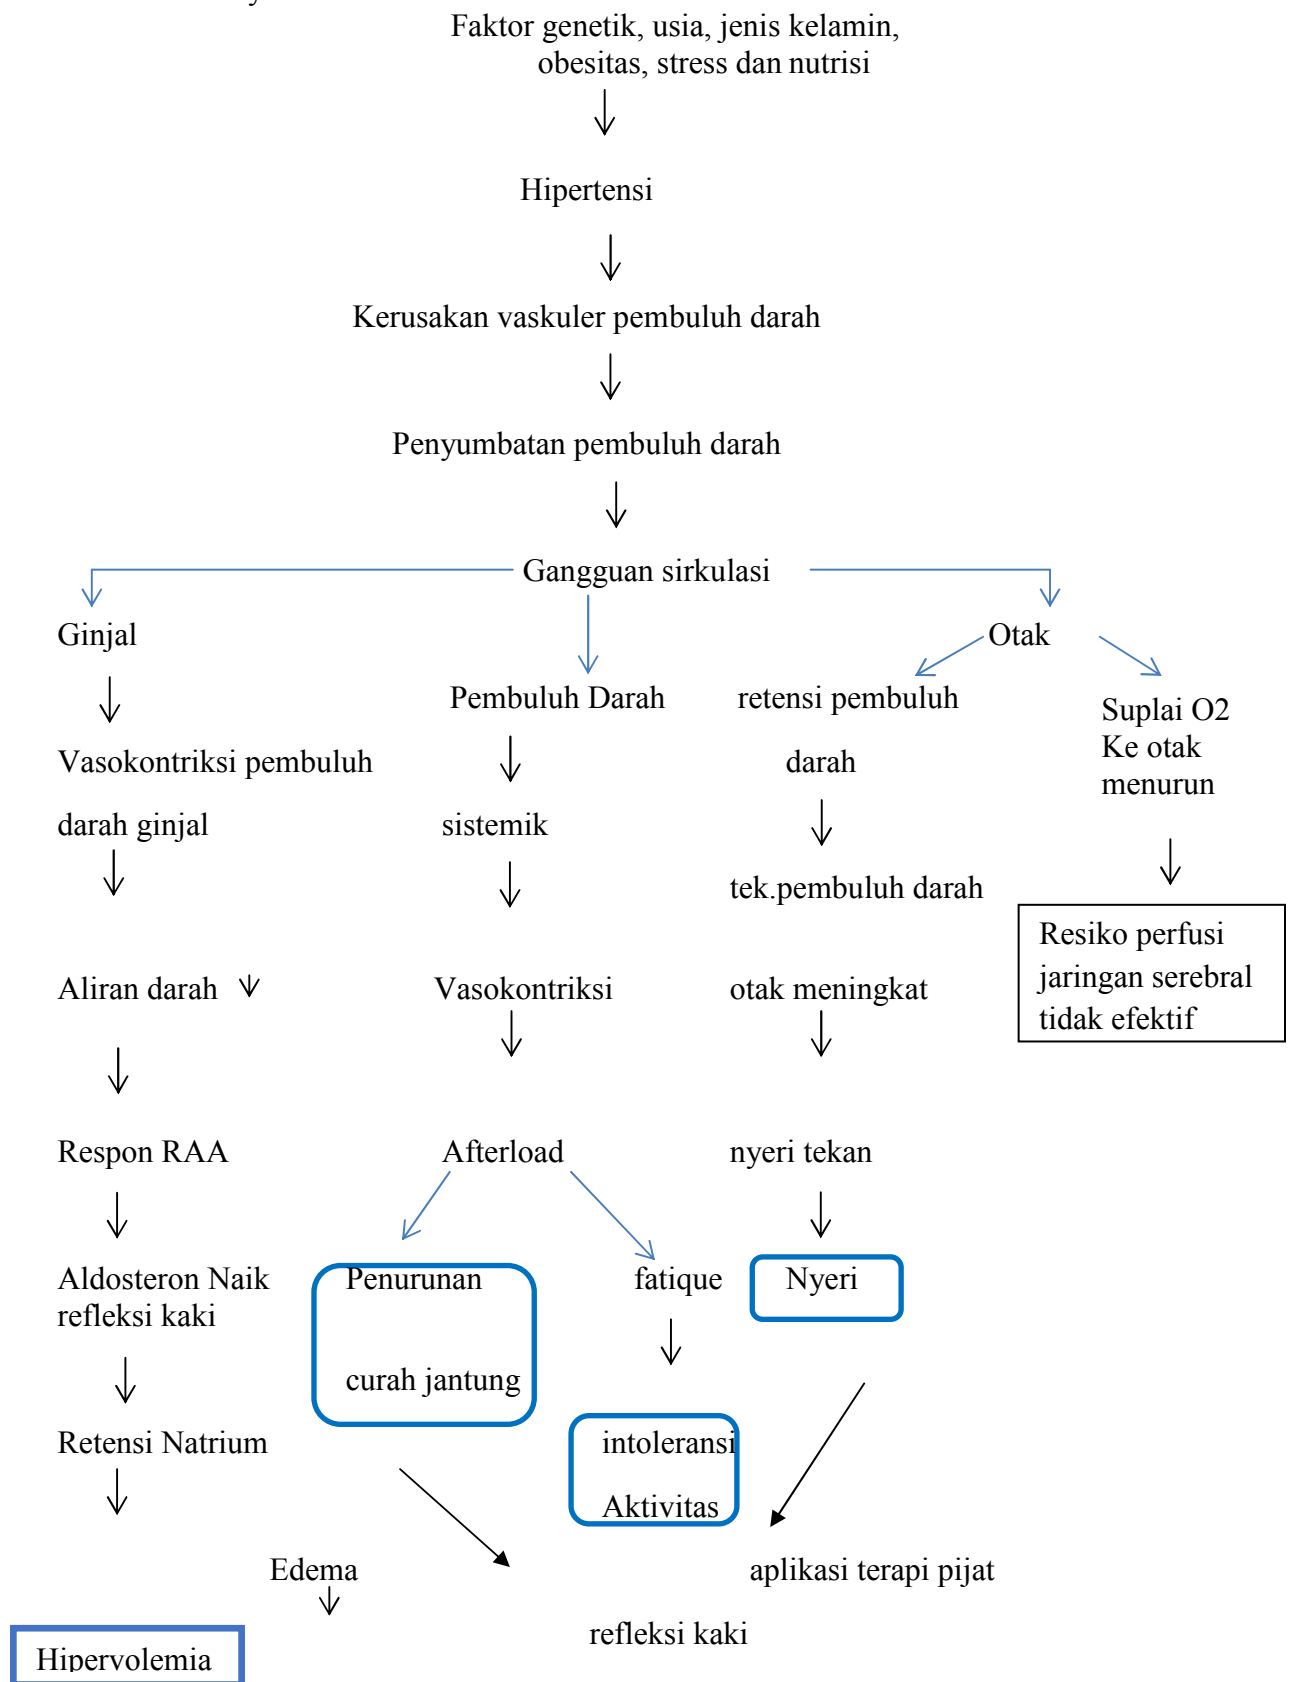 y
Faktor genetik, usia, jenis kelamin,
obesitas, stress dan nutrisi
Hipertensi
Kerusakan vaskuler pembuluh darah
Penyumbatan pembuluh darah
Gangguan sirkulasi
Ginjal
Otak
Pembuluh Darah
retensi pembuluh
Suplai O2
Ke otak
menurun
Vasokontriksi pembuluh
darah
darah ginjal
sistemik
tek.pembuluh darah
Resiko perfusi
jaringan serebral
tidak efektif
Aliran darah
Vasokontriksi
otak meningkat
Respon RAA
Afterload
nyeri tekan
Aldosteron Naik
refleksi kaki
Penurunan
curah jantung
fatique
Nyeri
Retensi Natrium
intoleransi
Aktivitas
Edema
aplikasi terapi pijat
refleksi kaki
Hipervolemia